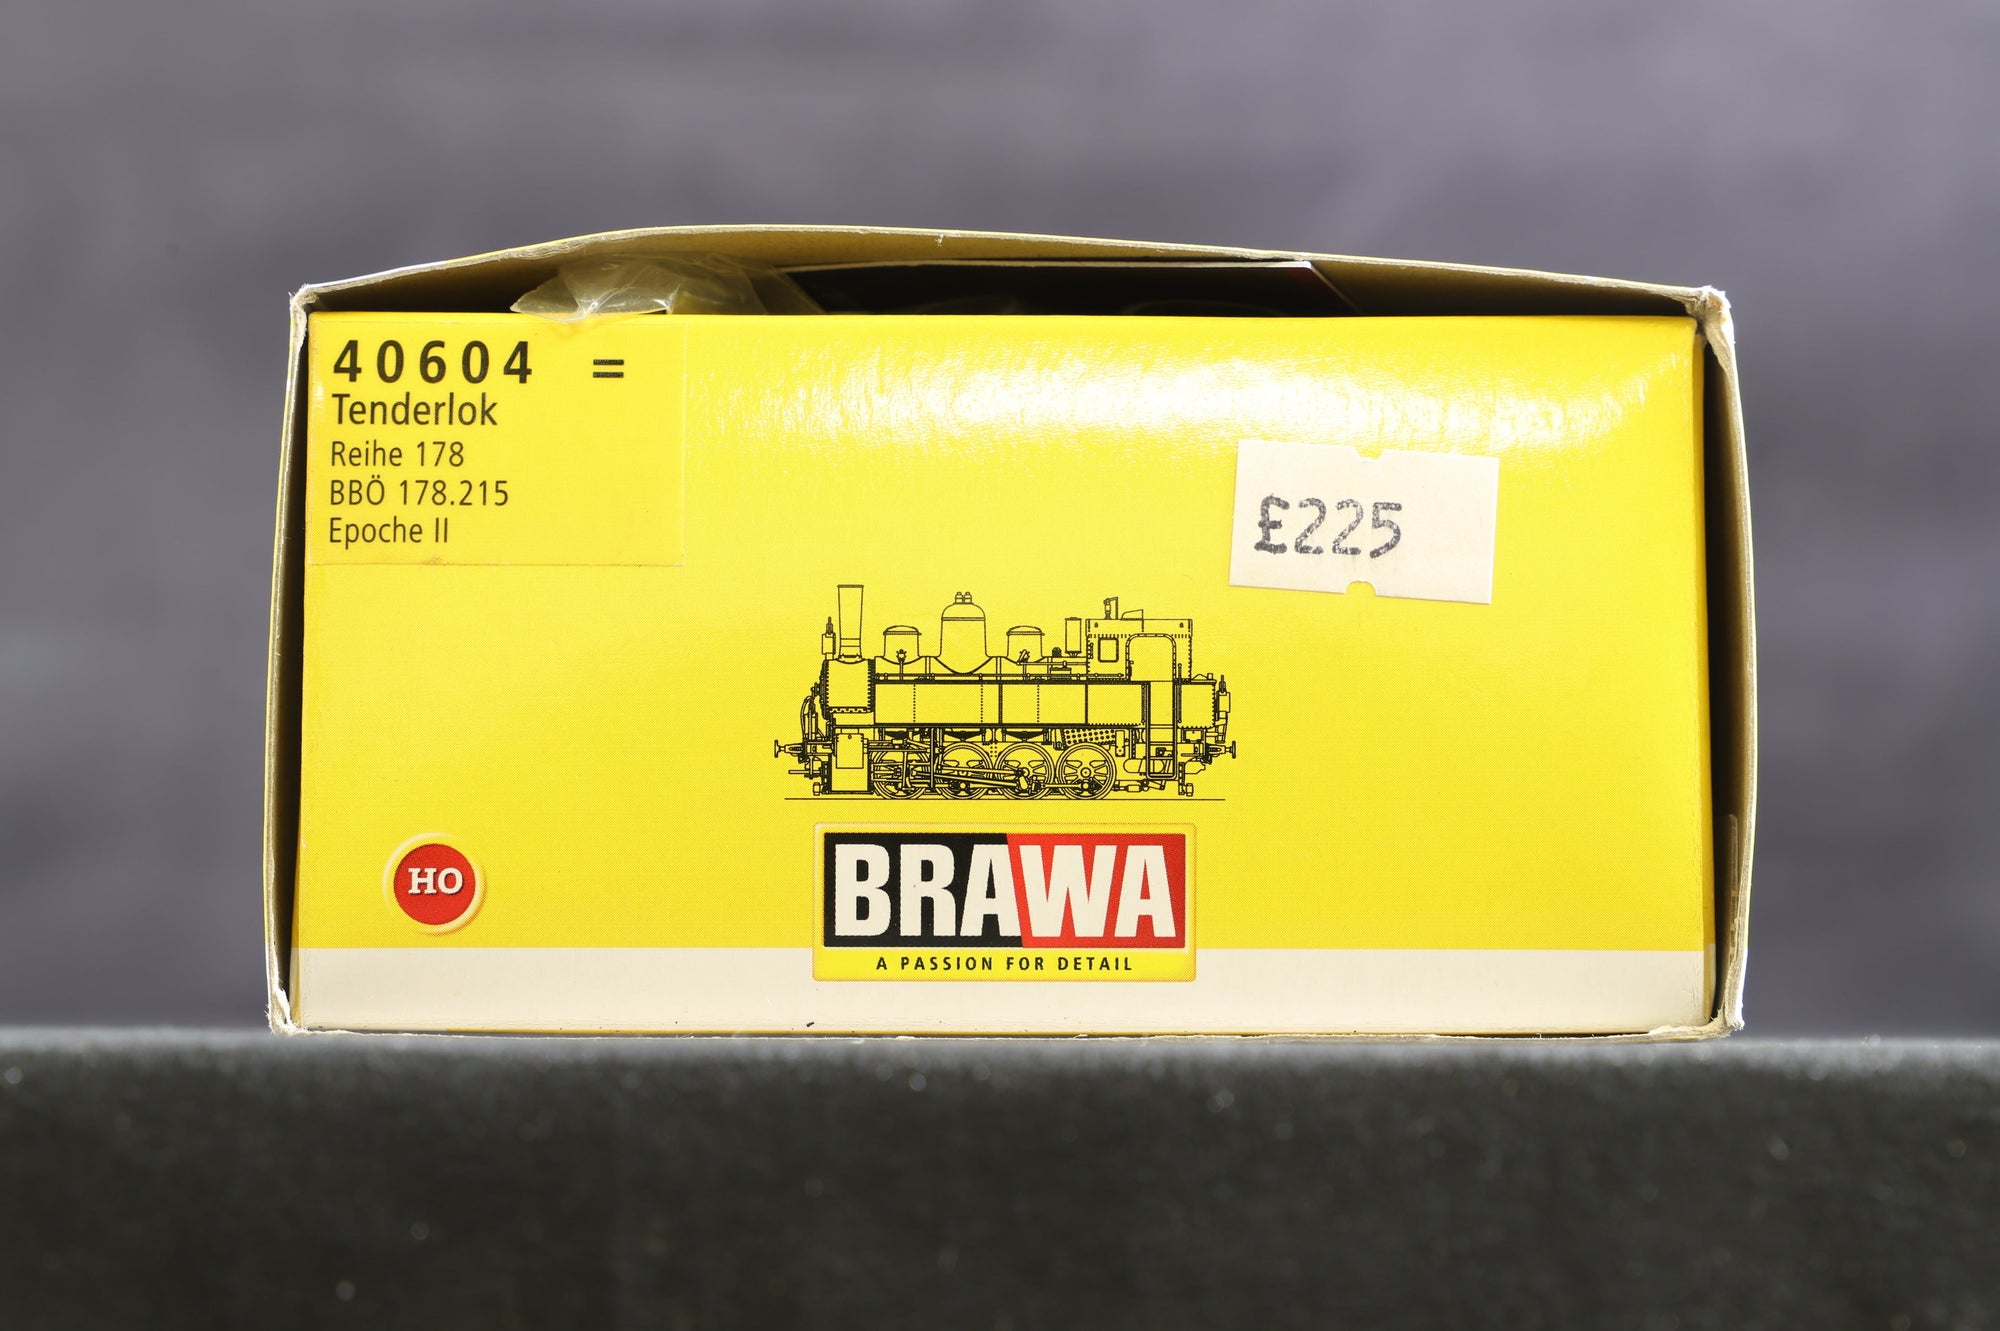 40604 =
Tenderlok
Reihe 178
BBÖ 178.215
Epoche II
£225
HO
BRAWA
A PASSION FOR DETAIL